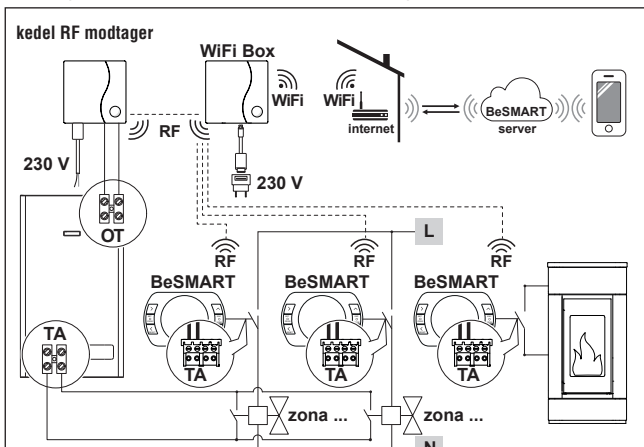 kedel RF modtager
WiFi Box
WiFi
WiFi
internet
BeSMART
server
RF
230 V
230 V
OT
L
RF
RF
RF
BeSMART
BeSMART
BeSMART
TA
TA
TA
TA
zona ...
zona ...
N